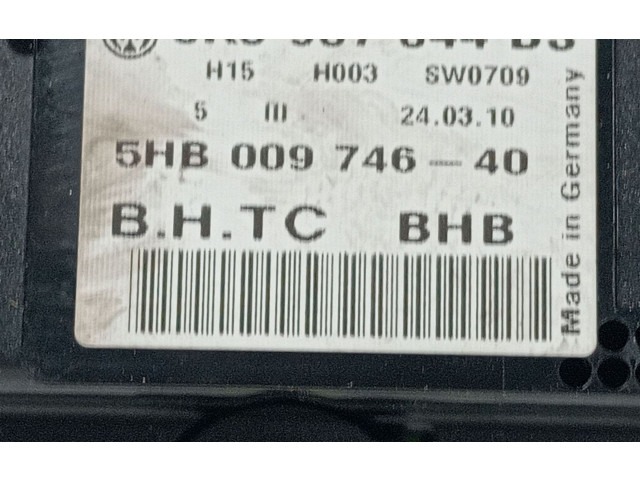 H15 H003 SW0709
5 III 24.03.10
5HB 009 746-40
B.H.TC BHB
Made in Germany